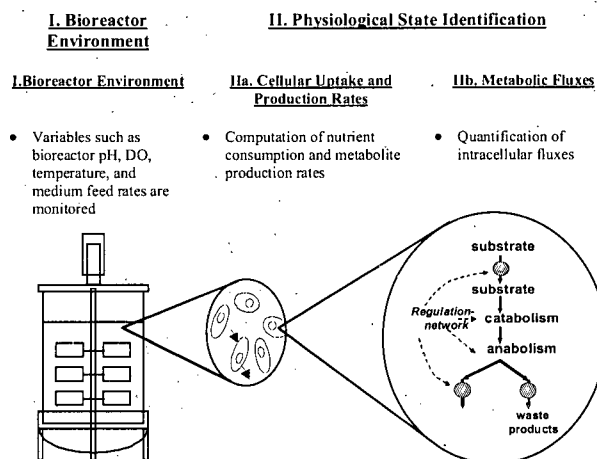 I. Bioreactor
Environment
II. Physiological State Identification
I.Bioreactor Environment
IIa. Cellular Uptake and
Production Rates
IIb. Metabolic Fluxes
• Variables such as
bioreactor pH, DO,
temperature, and
medium feed rates are
monitored
• Computation of nutrient
consumption and metabolite
production rates
• Quantification of
intracellular fluxes
substrate
substrate
Regulation-
network
catabolism
anabolism
waste
products